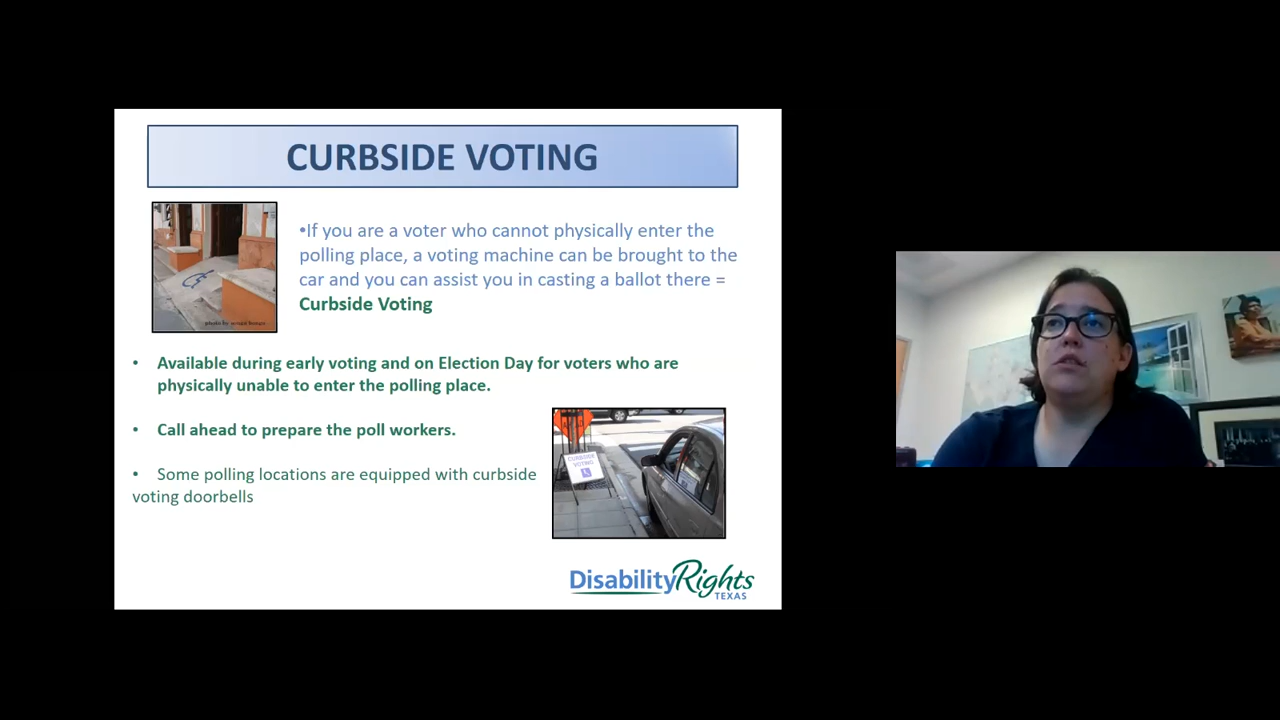 CURBSIDE VOTING
•If you are a voter who cannot physically enter the
polling place, a voting machine can be brought to the
car and you can assist you in casting a ballot there =
Curbside Voting
• Available during early voting and on Election Day for voters who are
physically unable to enter the polling place.
• Call ahead to prepare the poll workers.
• Some polling locations are equipped with curbside
voting doorbells
CURBSIDE
VOTING
DisabilityRights
TEXAS